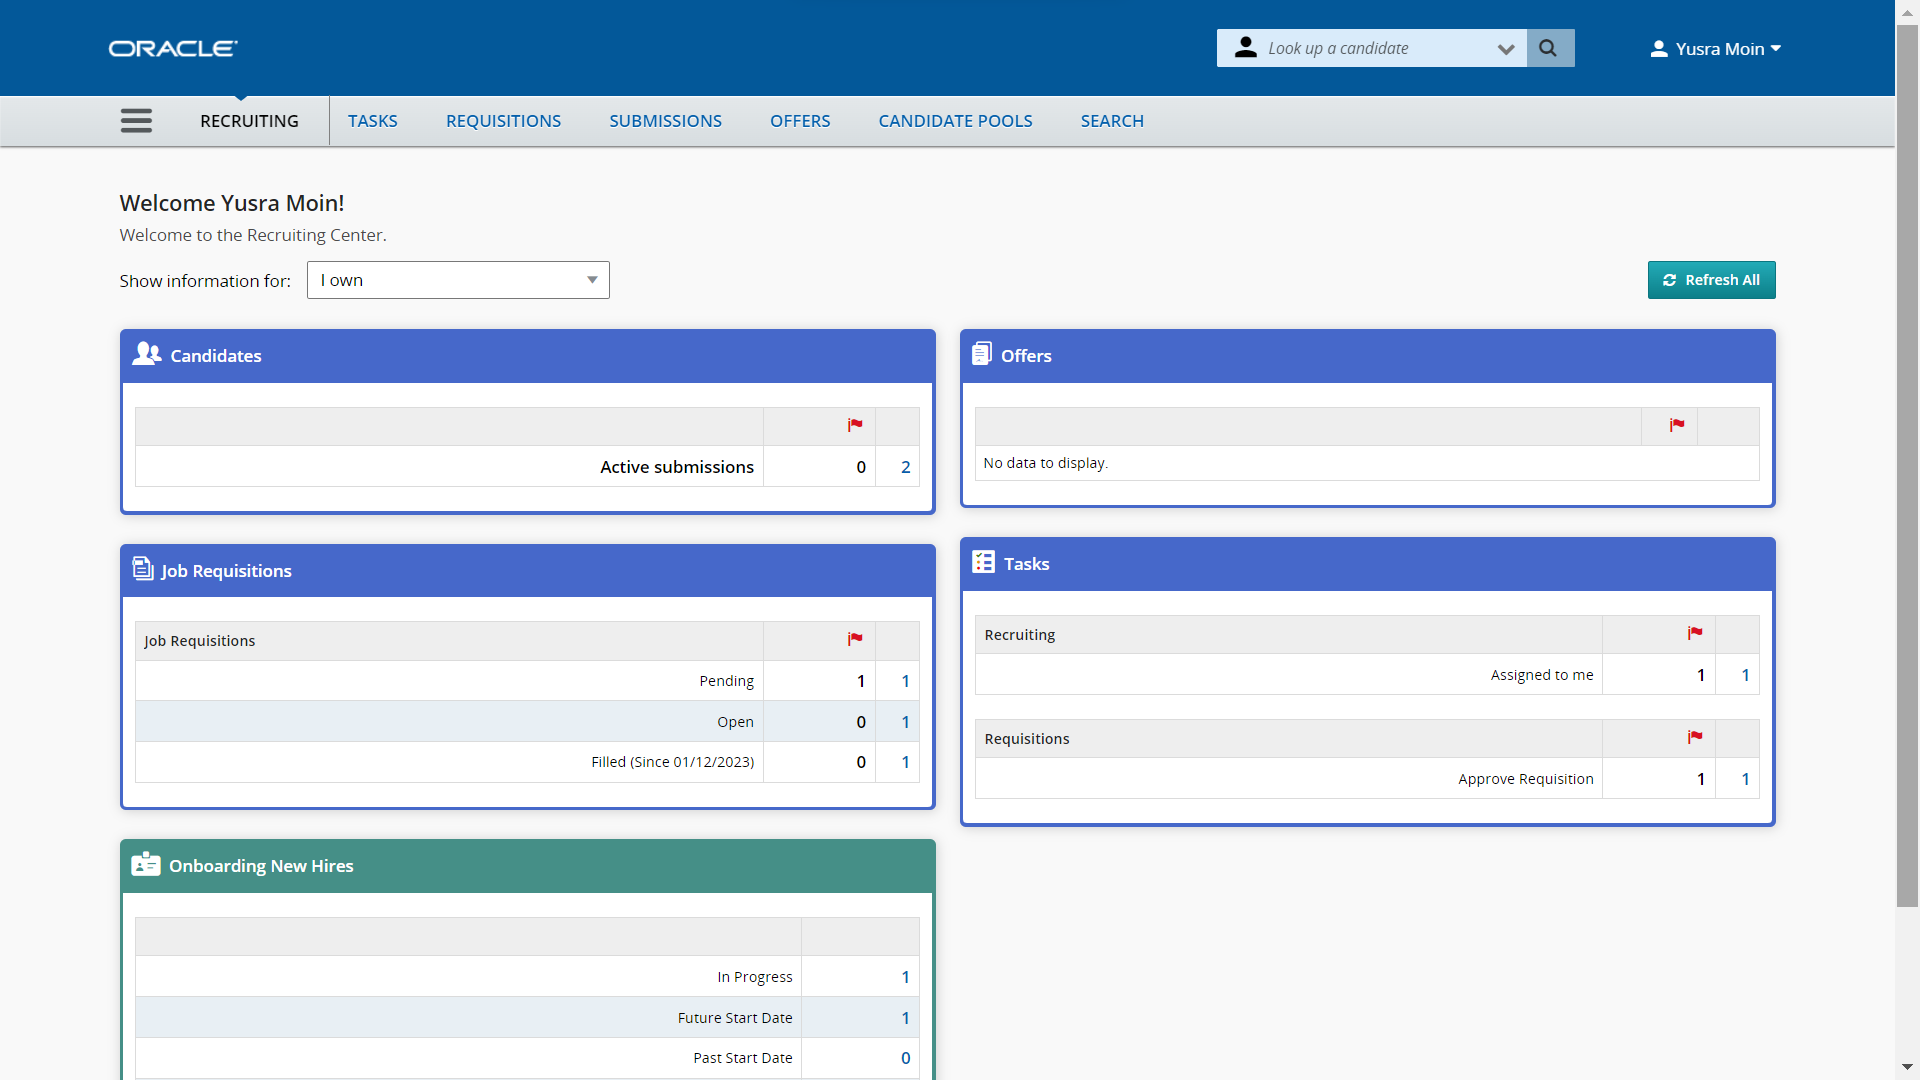 ORACLE
Look up a candidate
Yusra Moin
RECRUITING
TASKS
REQUISITIONS
SUBMISSIONS
OFFERS
CANDIDATE POOLS
SEARCH
Welcome Yusra Moin!
Welcome to the Recruiting Center.
Show information for: I own
Refresh All
Candidates
Active submissions 0 2
Offers
No data to display.
Job Requisitions
Job Requisitions
Pending 1 1
Open 0 1
Filled (Since 01/12/2023) 0 1
Tasks
Recruiting
Assigned to me 1 1
Requisitions
Approve Requisition 1 1
Onboarding New Hires
In Progress 1
Future Start Date 1
Past Start Date 0